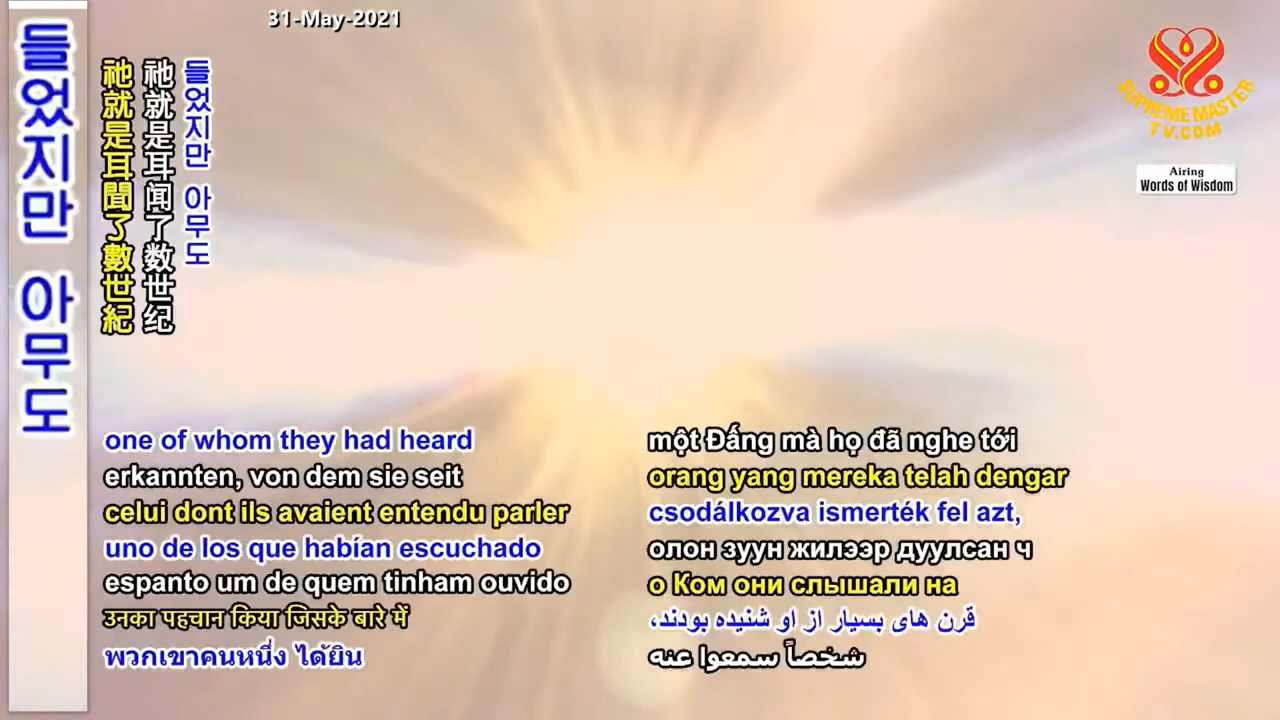 31-May-2021
들었지만 아무도
祂就是耳聞了數世紀
祂就是耳闻了数世纪
들었지만 아무도
SUPREME MASTER
TV.COM
Airing
Words of Wisdom
one of whom they had heard
erkannten, von dem sie seit
celui dont ils avaient entendu parler
uno de los que habían escuchado
espanto um de quem tinham ouvido
उनका पहचान किया जिसके बारे में
พวกเขาคนหนึ่ง ได้ยิน
một Đấng mà họ đã nghe tới
orang yang mereka telah dengar
csodálkozva ismerték fel azt,
олон зуун жилээр дуулсан ч
о Ком они слышали на
قرن های بسیار از او شنیده بودند،
شخصاً سمعوا عنه